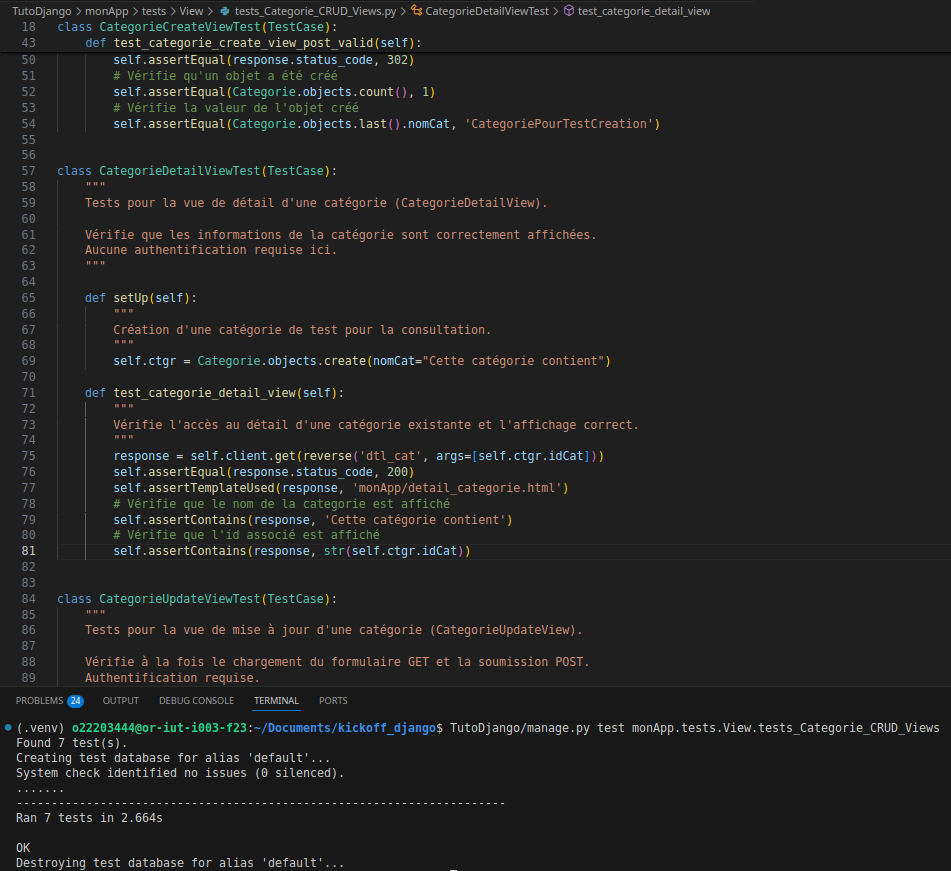 TutoDjango > monApp > tests > View > tests_Categorie_CRUD_Views.py > CategorieDetailViewTest > test_categorie_detail_view
18 class CategorieCreateViewTest(TestCase):
43     def test_categorie_create_view_post_valid(self):
50         self.assertEqual(response.status_code, 302)
51         # Vérifie qu'un objet a été créé
52         self.assertEqual(Categorie.objects.count(), 1)
53         # Vérifie la valeur de l'objet créé
54         self.assertEqual(Categorie.objects.last().nomCat, 'CategoriePourTestCreation')
55
56
57 class CategorieDetailViewTest(TestCase):
58     """
59     Tests pour la vue de détail d'une catégorie (CategorieDetailView).
60
61     Vérifie que les informations de la catégorie sont correctement affichées.
62     Aucune authentification requise ici.
63     """
64
65     def setUp(self):
66         """
67         Création d'une catégorie de test pour la consultation.
68         """
69         self.ctgr = Categorie.objects.create(nomCat="Cette catégorie contient")
70
71     def test_categorie_detail_view(self):
72         """
73         Vérifie l'accès au détail d'une catégorie existante et l'affichage correct.
74         """
75         response = self.client.get(reverse('dtl_cat', args=[self.ctgr.idCat]))
76         self.assertEqual(response.status_code, 200)
77         self.assertTemplateUsed(response, 'monApp/detail_categorie.html')
78         # Vérifie que le nom de la categorie est affiché
79         self.assertContains(response, 'Cette catégorie contient')
80         # Vérifie que l'id associé est affiché
81         self.assertContains(response, str(self.ctgr.idCat))
82
83
84 class CategorieUpdateViewTest(TestCase):
85     """
86     Tests pour la vue de mise à jour d'une catégorie (CategorieUpdateView).
87
88     Vérifie à la fois le chargement du formulaire GET et la soumission POST.
89     Authentification requise.
PROBLEMS 24 OUTPUT DEBUG CONSOLE TERMINAL PORTS
(.venv) o22203444@or-iut-i003-f23:~/Documents/kickoff_django$ TutoDjango/manage.py test monApp.tests.View.tests_Categorie_CRUD_Views
Found 7 test(s).
Creating test database for alias 'default'...
System check identified no issues (0 silenced).
.......
----------------------------------------------------------------------
Ran 7 tests in 2.664s

OK
Destroying test database for alias 'default'...